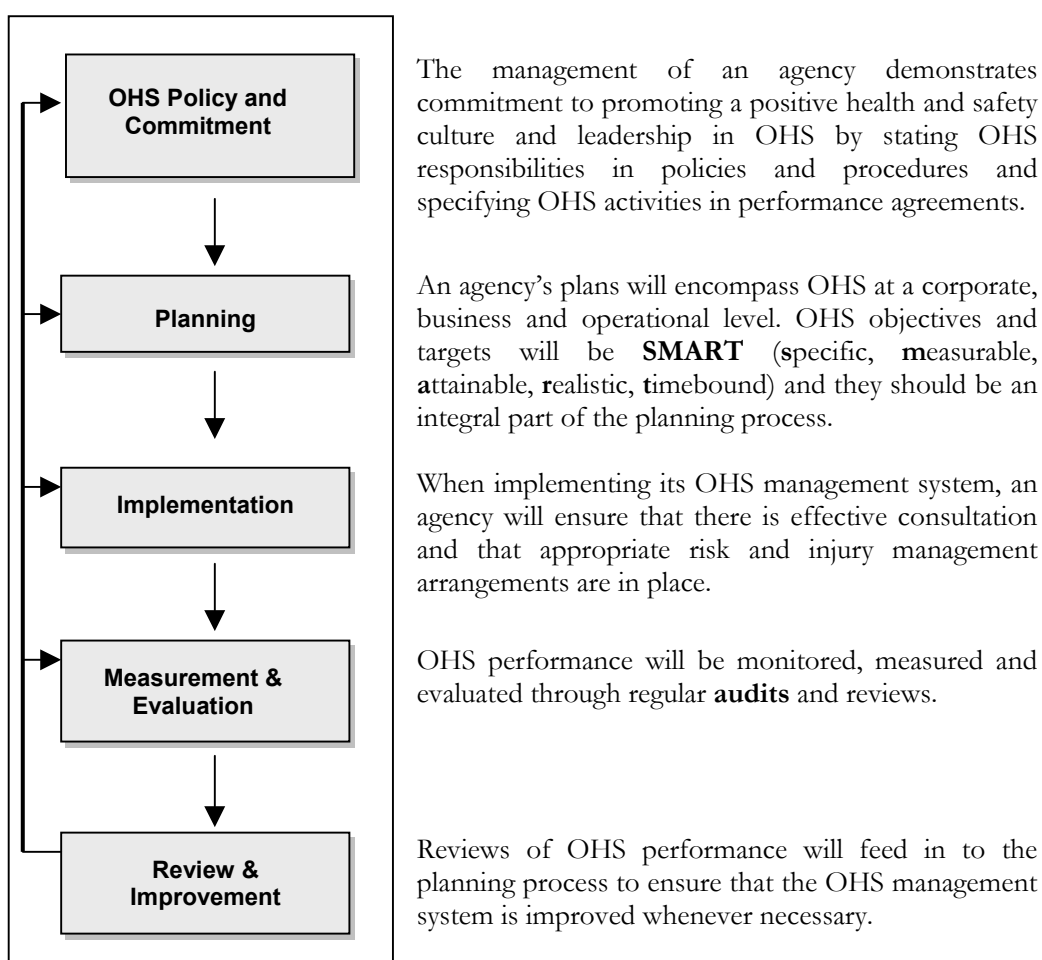 OHS Policy and
Commitment
The management of an agency demonstrates
commitment to promoting a positive health and safety
culture and leadership in OHS by stating OHS
responsibilities in policies and procedures and
specifying OHS activities in performance agreements.
Planning
An agency’s plans will encompass OHS at a corporate,
business and operational level. OHS objectives and
targets will be SMART (specific, measurable,
attainable, realistic, timebound) and they should be an
integral part of the planning process.
Implementation
When implementing its OHS management system, an
agency will ensure that there is effective consultation
and that appropriate risk and injury management
arrangements are in place.
Measurement &
Evaluation
OHS performance will be monitored, measured and
evaluated through regular audits and reviews.
Review &
Improvement
Reviews of OHS performance will feed in to the
planning process to ensure that the OHS management
system is improved whenever necessary.